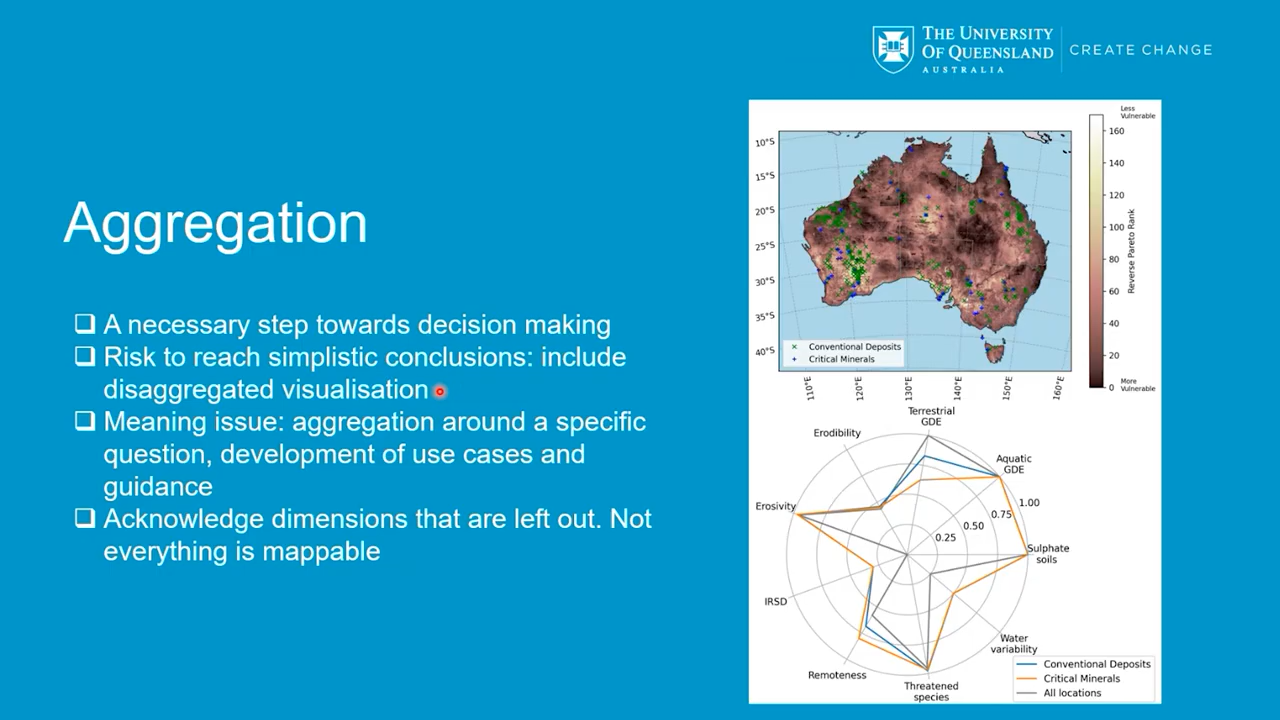 THE UNIVERSITY
OF QUEENSLAND
AUSTRALIA
CREATE CHANGE
Aggregation
A necessary step towards decision making
Risk to reach simplistic conclusions: include
disaggregated visualisation
Meaning issue: aggregation around a specific
question, development of use cases and
guidance
Acknowledge dimensions that are left out. Not
everything is mappable
10°S
15°S
20°S
25°S
30°S
35°S
40°S
110°E
120°E
130°E
140°E
150°E
160°E
Conventional Deposits
Critical Minerals
Less
Vulnerable
160
140
120
100
80
60
40
20
0
More
Vulnerable
Reverse Pareto Rank
Terrestrial
GDE
Aquatic
GDE
Sulphate
soils
Water
variability
Threatened
species
Remoteness
IRSD
Erosivity
Erodibility
1.00
0.75
0.50
0.25
Conventional Deposits
Critical Minerals
All locations